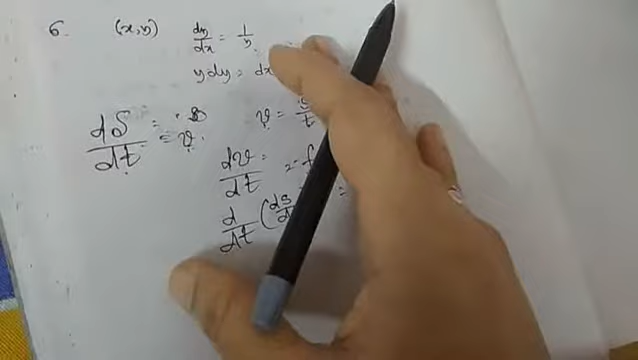 6. (x, y) dy/dx = 1/y
y dy = dx
dS/dt = v. v =
dv/dt = f
d/dt (dS